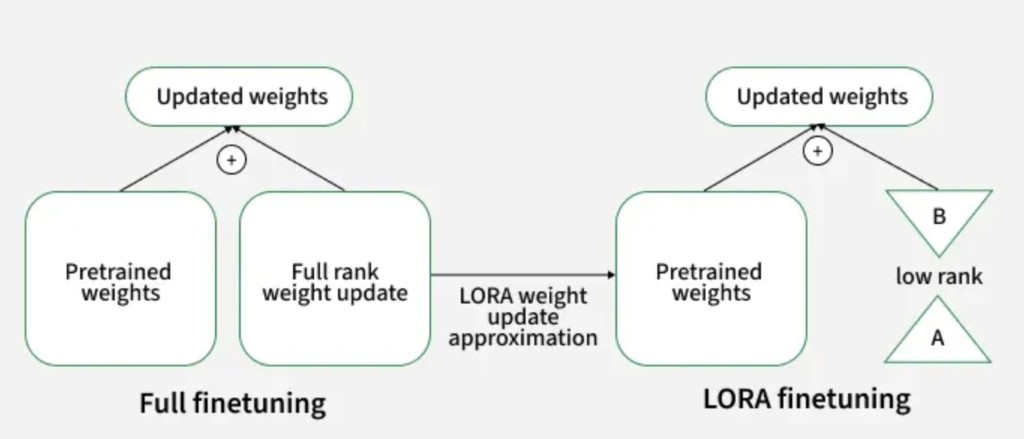 Updated weights
+
Pretrained
weights
Full rank
weight update
Full finetuning
LORA weight
update
approximation
Updated weights
+
Pretrained
weights
B
low rank
A
LORA finetuning